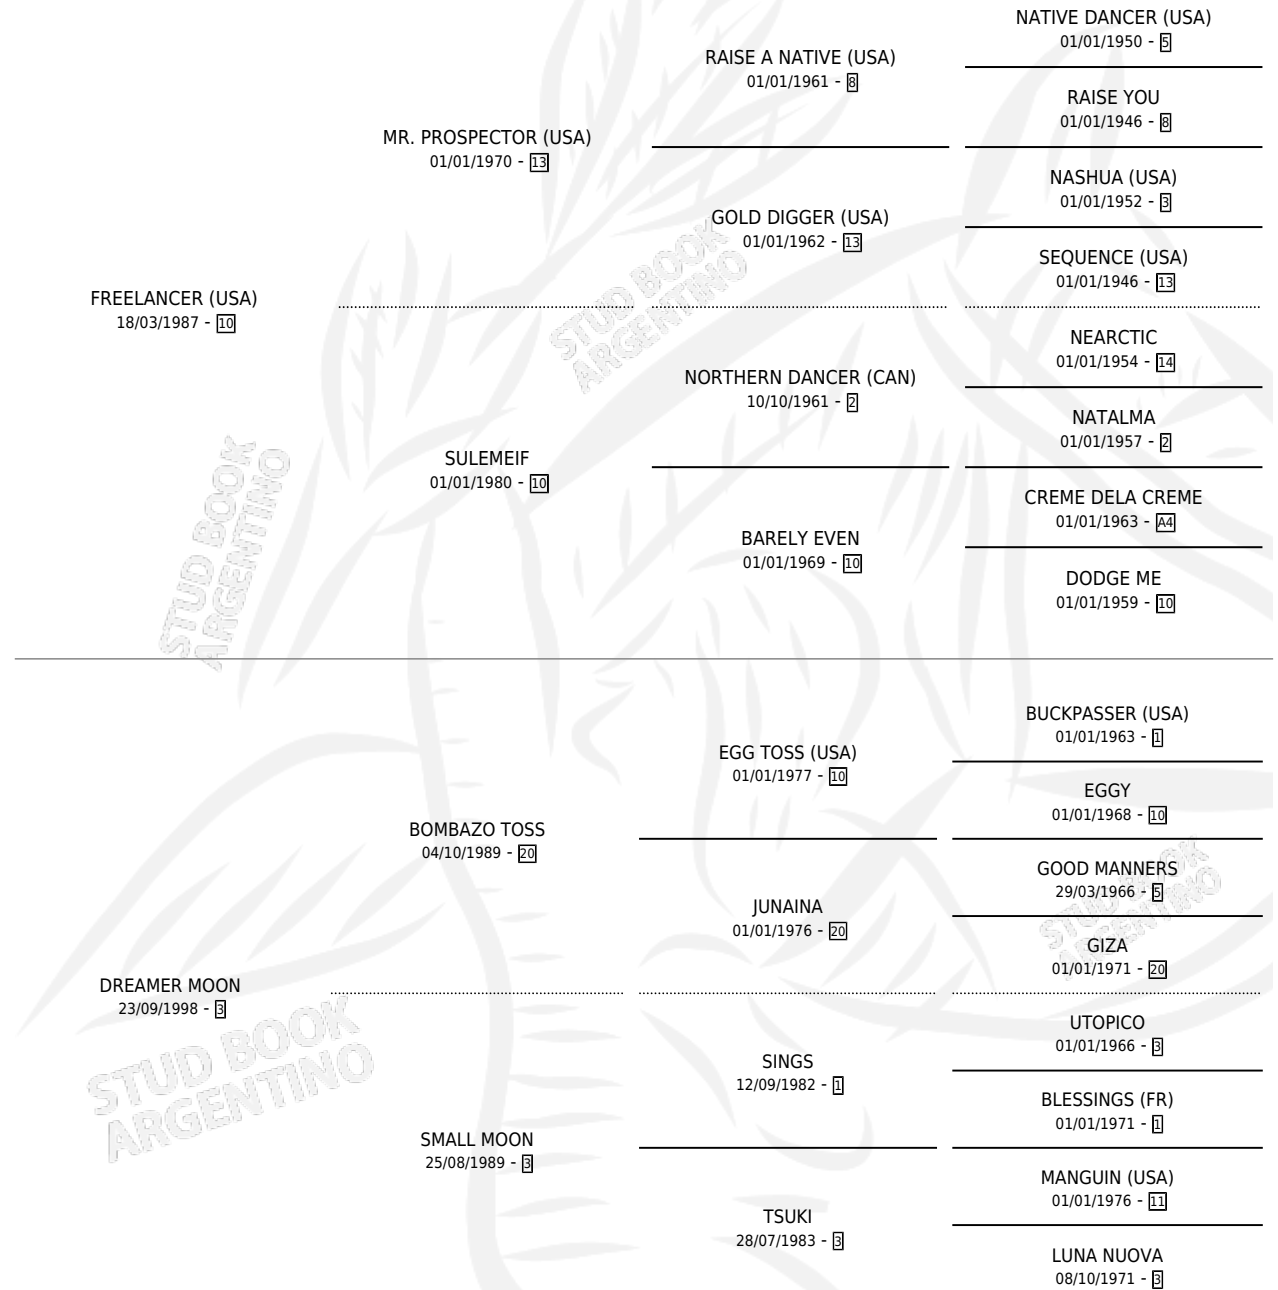 NATIVE DANCER (USA)
01/01/1950 - 5
RAISE A NATIVE (USA)
01/01/1961 - 8
RAISE YOU
01/01/1946 - 8
MR. PROSPECTOR (USA)
01/01/1970 - 13
NASHUA (USA)
01/01/1952 - 3
GOLD DIGGER (USA)
01/01/1962 - 13
SEQUENCE (USA)
01/01/1946 - 13
FREELANCER (USA)
18/03/1987 - 10
STUD BOOK
ARGENTINO
NEARCTIC
01/01/1954 - 14
NORTHERN DANCER (CAN)
10/10/1961 - 2
NATALMA
01/01/1957 - 2
SULEMEIF
01/01/1980 - 10
CREME DELA CREME
01/01/1963 - A4
BARELY EVEN
01/01/1969 - 10
DODGE ME
01/01/1959 - 10
STUD BOOK
ARGENTINO
BUCKPASSER (USA)
01/01/1963 - 1
EGG TOSS (USA)
01/01/1977 - 10
EGGY
01/01/1968 - 10
BOMBAZO TOSS
04/10/1989 - 20
GOOD MANNERS
29/03/1966 - 5
JUNAINA
01/01/1976 - 20
STUD BOOK
ARGENTINO
GIZA
01/01/1971 - 20
DREAMER MOON
23/09/1998 - 3
UTOPICO
01/01/1966 - 3
SINGS
12/09/1982 - 1
STUD BOOK
ARGENTINO
BLESSINGS (FR)
01/01/1971 - 1
SMALL MOON
25/08/1989 - 3
MANGUIN (USA)
01/01/1976 - 11
TSUKI
28/07/1983 - 3
LUNA NUOVA
08/10/1971 - 3